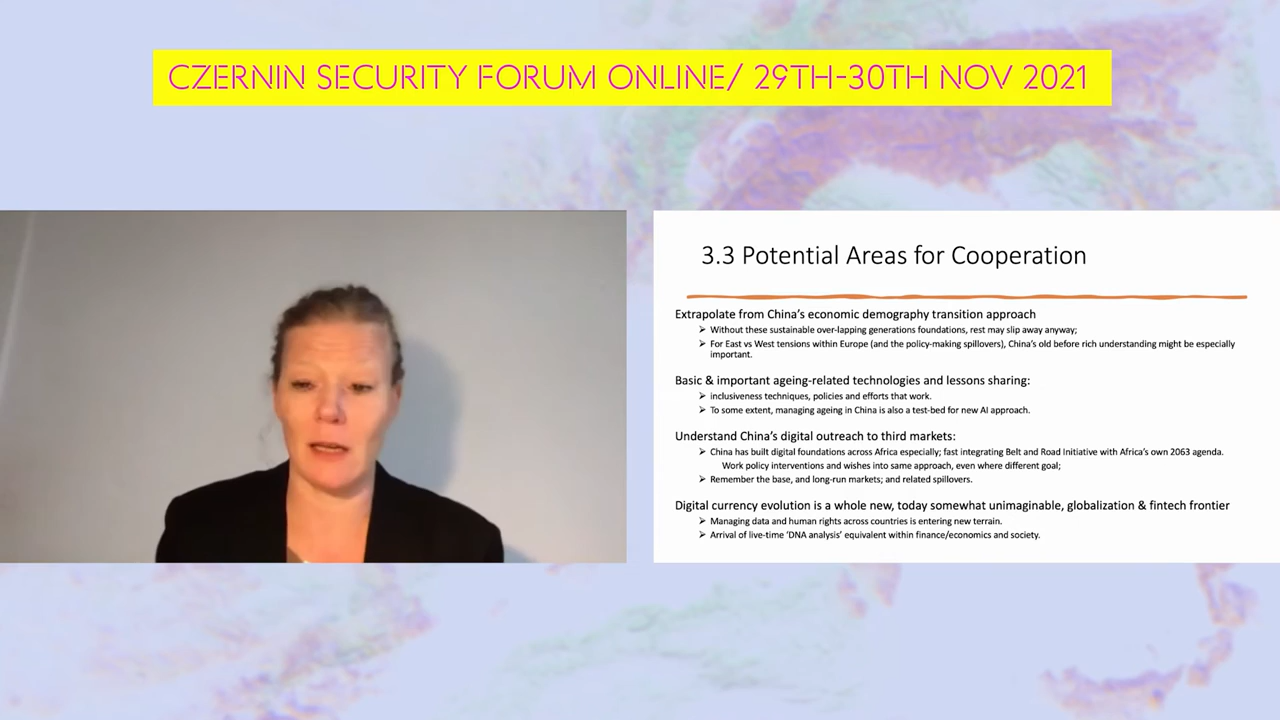 CZERNIN SECURITY FORUM ONLINE/ 29TH-30TH NOV 2021
3.3 Potential Areas for Cooperation
Extrapolate from China's economic demography transition approach
➢ Without these sustainable over-lapping generations foundations, rest may slip away anyway;
➢ For East vs West tensions within Europe (and the policy-making spillovers), China's old before rich understanding might be especially
important.
Basic & important ageing-related technologies and lessons sharing:
➢ inclusiveness techniques, policies and efforts that work.
➢ To some extent, managing ageing in China is also a test-bed for new AI approach.
Understand China's digital outreach to third markets:
➢ China has built digital foundations across Africa especially; fast integrating Belt and Road Initiative with Africa's own 2063 agenda.
Work policy interventions and wishes into same approach, even where different goal;
➢ Remember the base, and long-run markets; and related spillovers.
Digital currency evolution is a whole new, today somewhat unimaginable, globalization & fintech frontier
➢ Managing data and human rights across countries is entering new terrain.
➢ Arrival of live-time 'DNA analysis' equivalent within finance/economics and society.